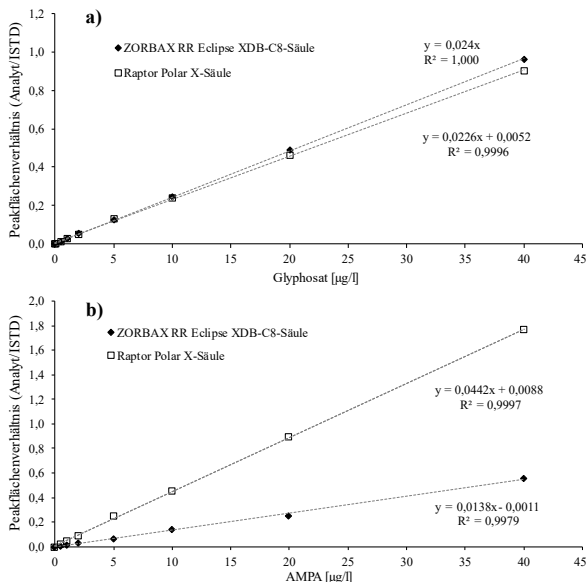 a)
1,2
1,0
0,8
0,6
0,4
0,2
0,0
Peakflächenverhältnis (Analyt/ISTD)
ZORBAX RR Eclipse XDB-C8-Säule
Raptor Polar X-Säule
y = 0,024x
R² = 1,000
y = 0,0226x + 0,0052
R² = 0,9996
0 5 10 15 20 25 30 35 40 45
Glyphosat [µg/l]
b)
2,0
1,8
1,6
1,4
1,2
1,0
0,8
0,6
0,4
0,2
0,0
Peakflächenverhältnis (Analyt/ISTD)
ZORBAX RR Eclipse XDB-C8-Säule
Raptor Polar X-Säule
y = 0,0442x + 0,0088
R² = 0,9997
y = 0,0138x - 0,0011
R² = 0,9979
0 5 10 15 20 25 30 35 40 45
AMPA [µg/l]